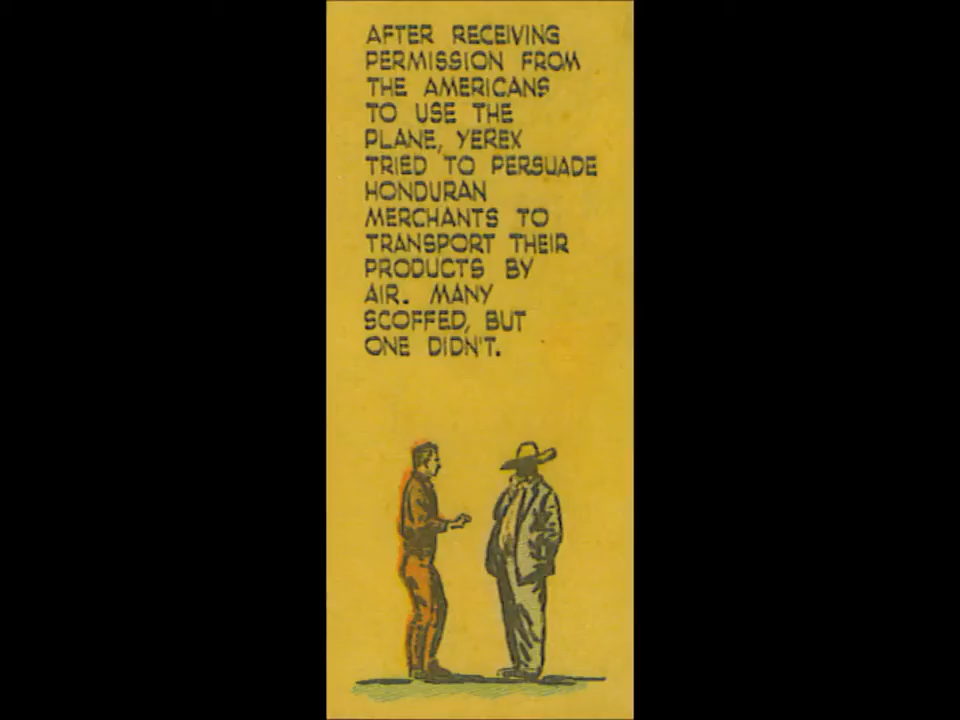 AFTER RECEIVING
PERMISSION FROM
THE AMERICANS
TO USE THE
PLANE, YEREX
TRIED TO PERSUADE
HONDURAN
MERCHANTS TO
TRANSPORT THEIR
PRODUCTS BY
AIR. MANY
SCOFFED, BUT
ONE DIDN'T.